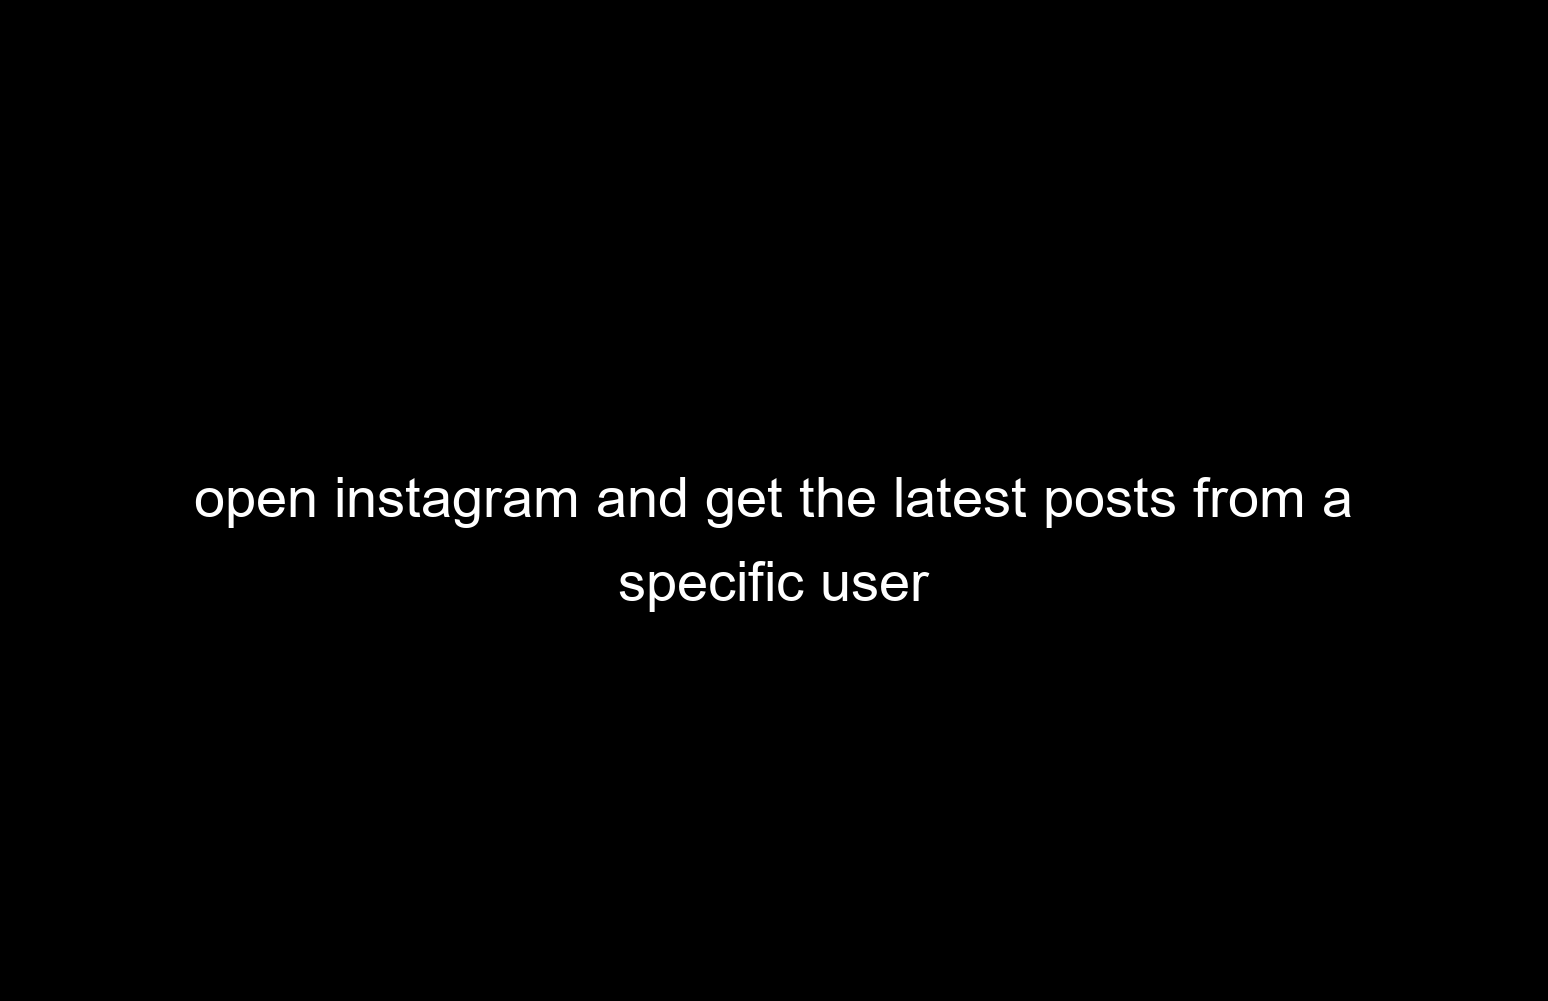 open instagram and get the latest posts from a
specific user